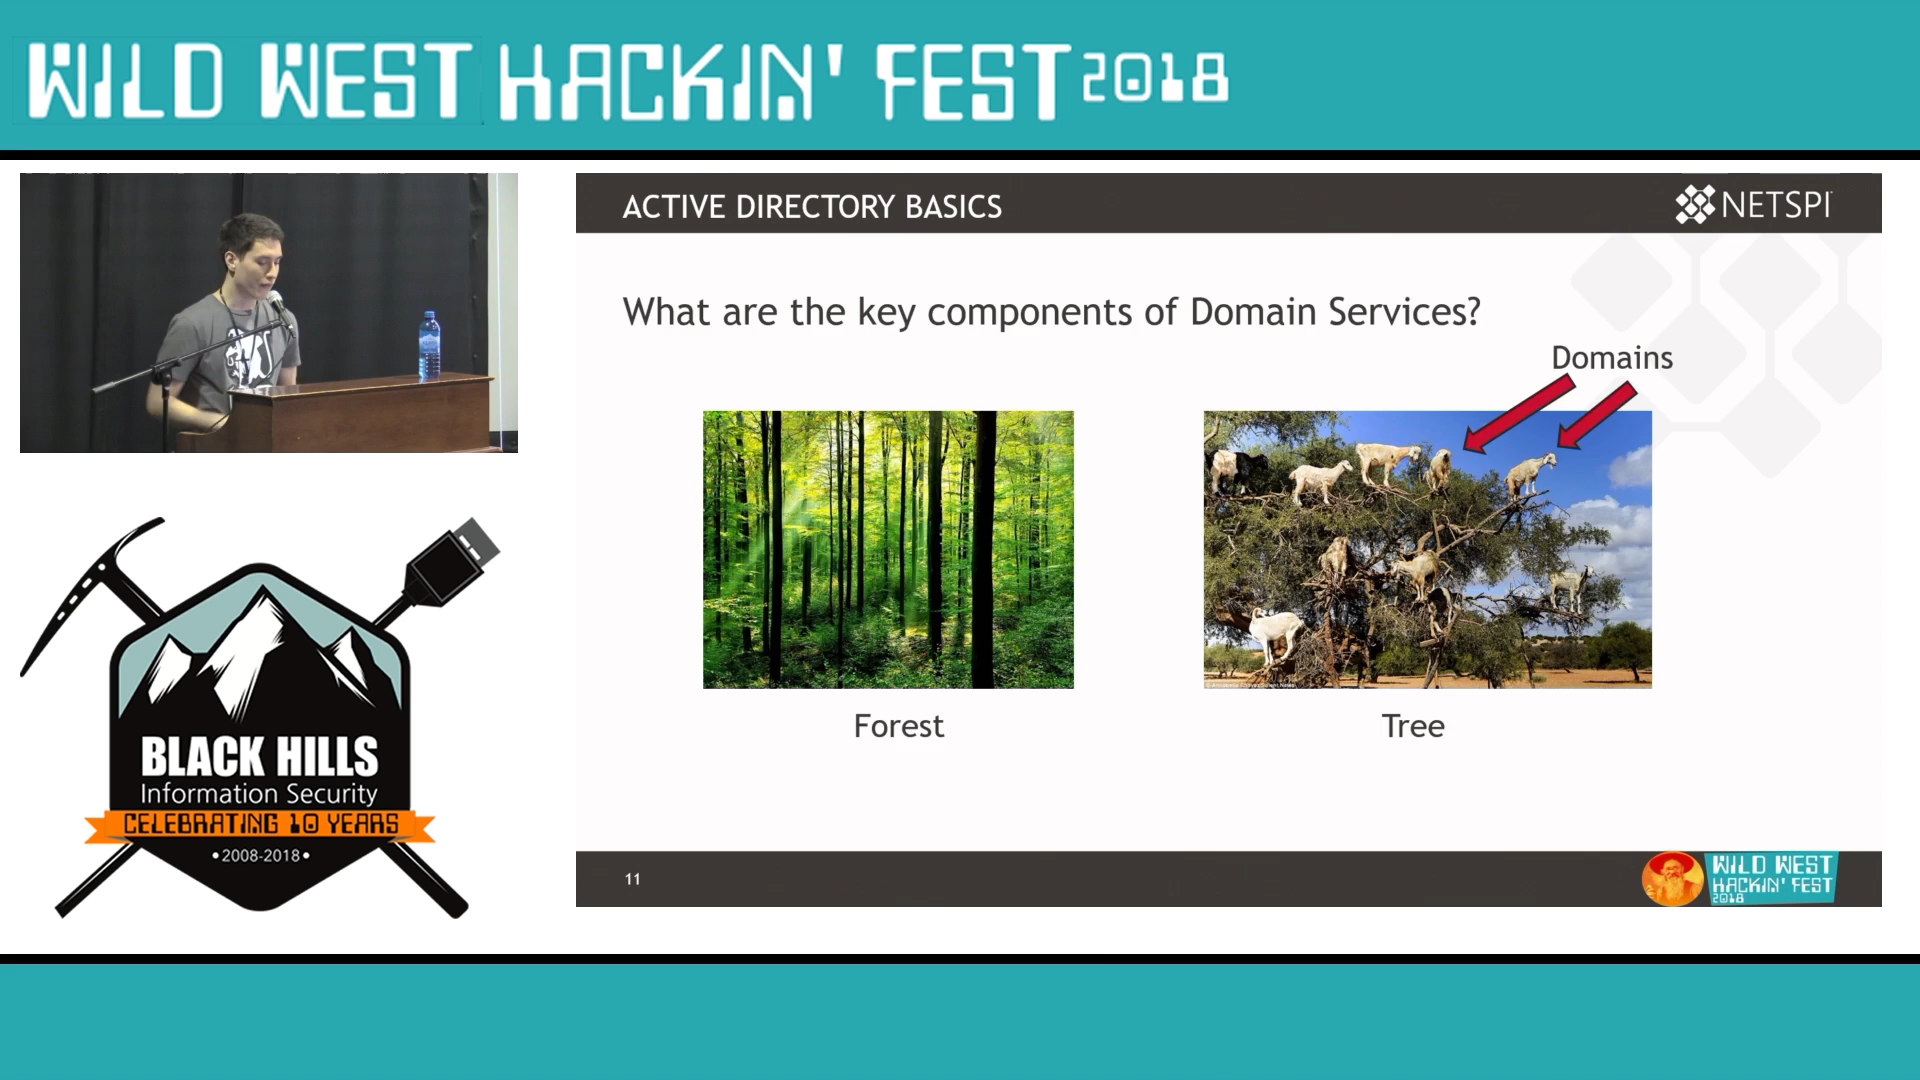 WILD WEST HACKIN' FEST 2018
ACTIVE DIRECTORY BASICS
NETSPI
What are the key components of Domain Services?
Domains
Forest
Tree
BLACK HILLS
Information Security
CELEBRATING 10 YEARS
•2008-2018•
11
WILD WEST
HACKIN' FEST
2018